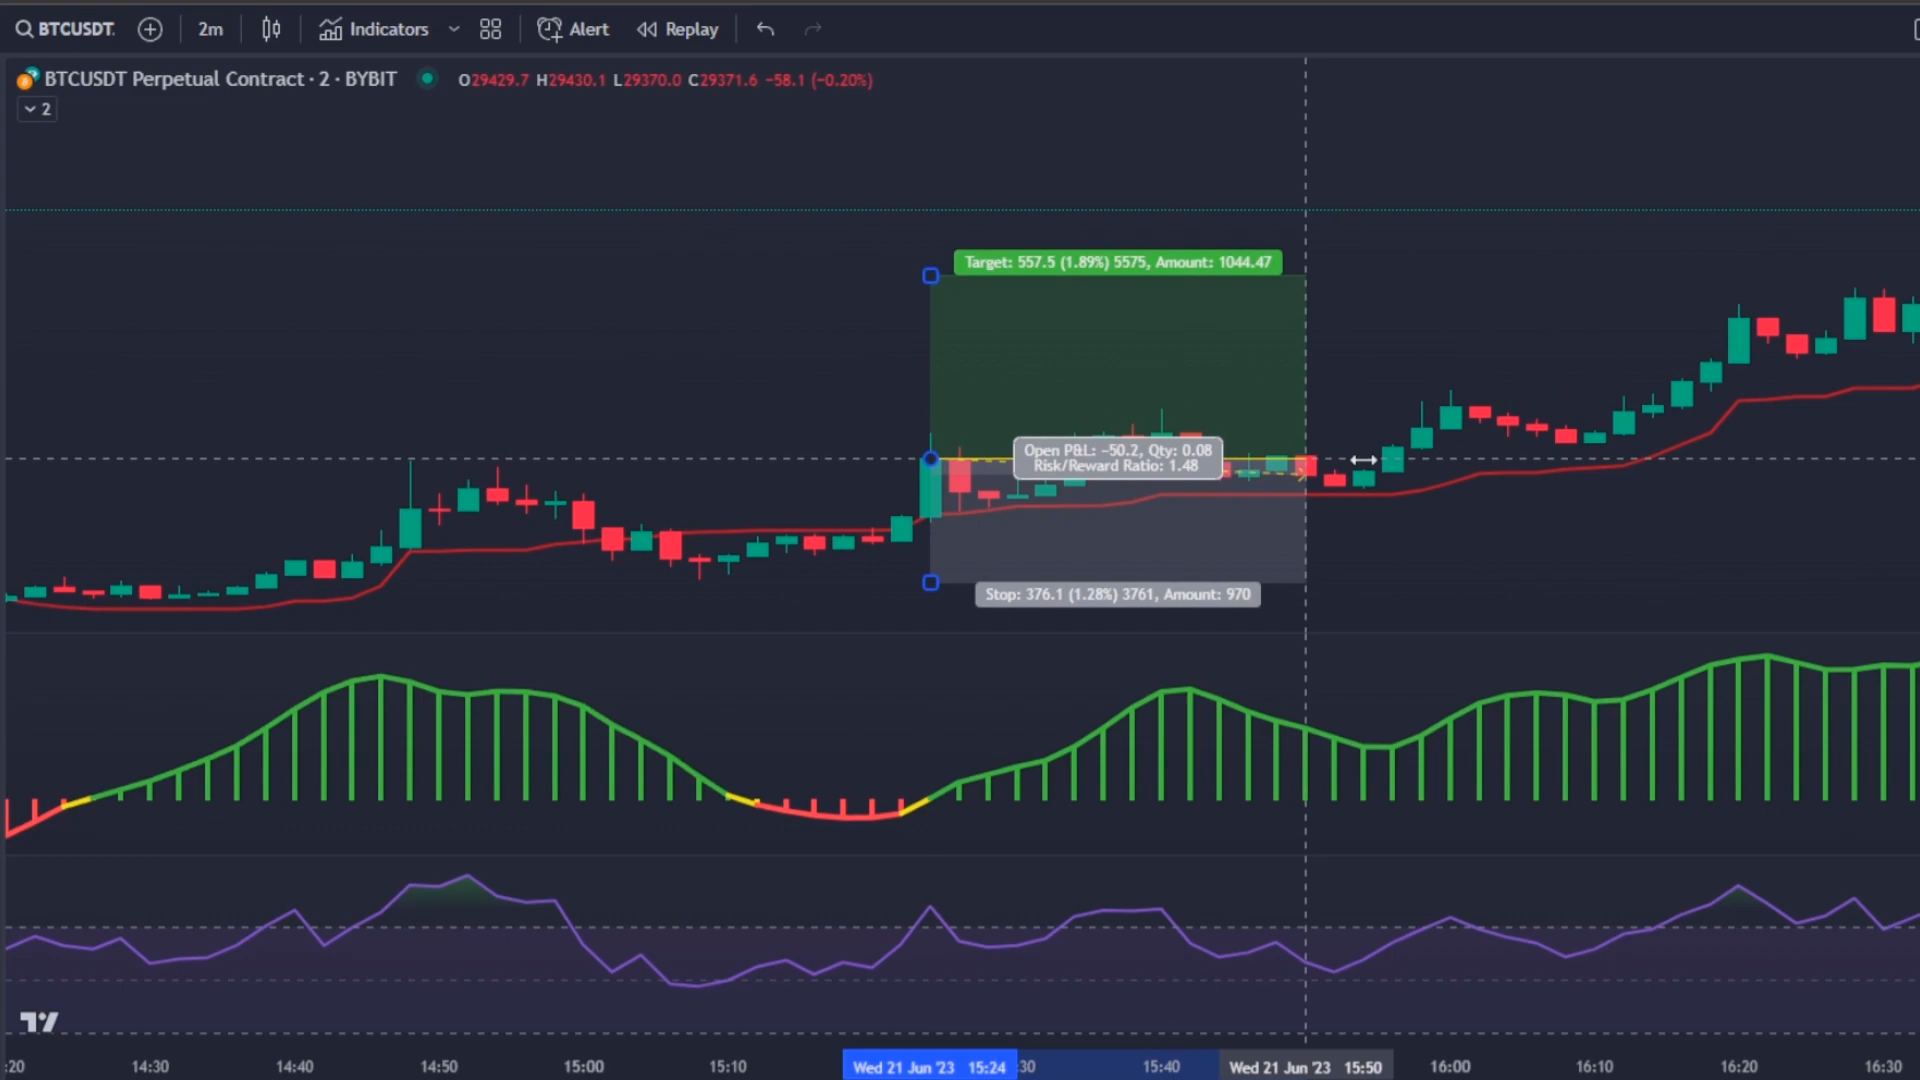 BTCUSDT. 2m Indicators Alert Replay
BTCUSDT Perpetual Contract · 2 · BYBIT O29429.7 H29430.1 L29370.0 C29371.6 −58.1 (−0.20%)
2
Target: 557.5 (1.89%) 5575, Amount: 1044.47
Open P&L: −50.2, Qty: 0.08
Risk/Reward Ratio: 1.48
Stop: 376.1 (1.28%) 3761, Amount: 970
:20 14:30 14:40 14:50 15:00 15:10 Wed 21 Jun '23 15:24 :30 15:40 Wed 21 Jun '23 15:50 16:00 16:10 16:20 16:30